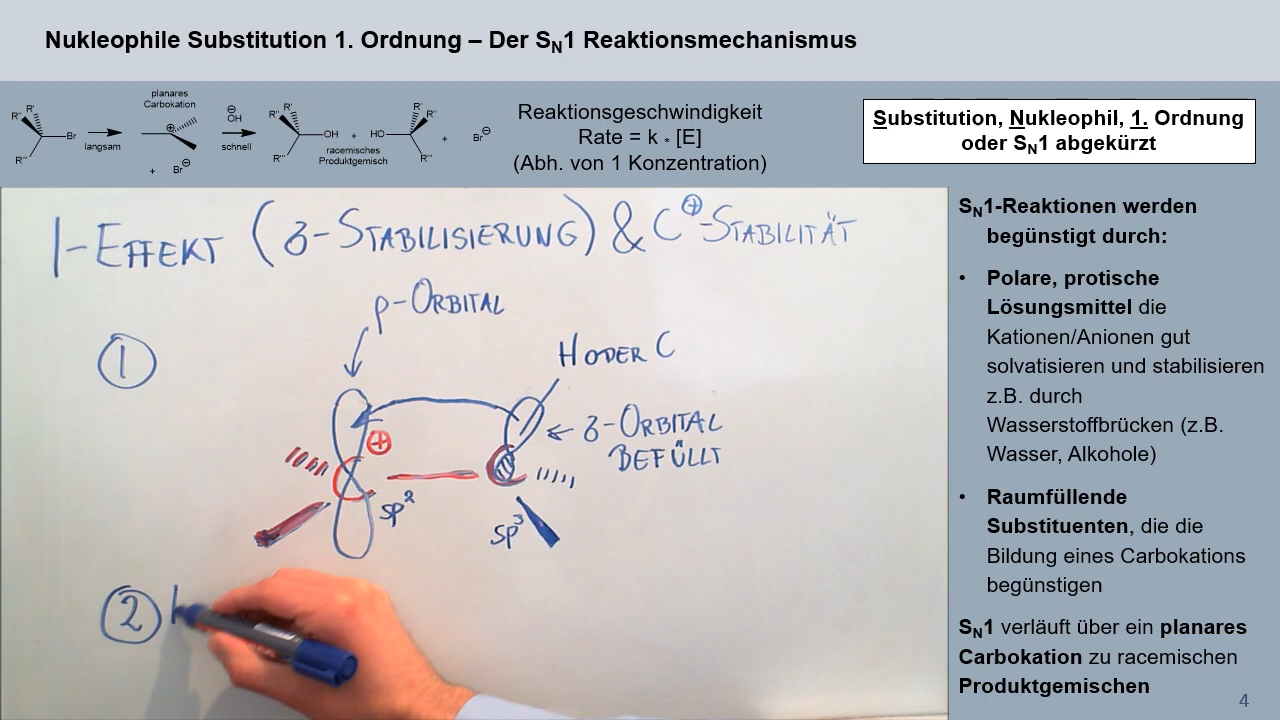 Nukleophile Substitution 1. Ordnung – Der SN1 Reaktionsmechanismus
R'
R''
R'''
Br
langsam
planares
Carbokation
⊕
+ Br⊖
⊖
OH
schnell
R'
R''
R'''
OH
+
HO
R'
R''
R'''
racemisches
Produktgemisch
+ Br⊖
Reaktionsgeschwindigkeit
Rate = k * [E]
(Abh. von 1 Konzentration)
Substitution, Nukleophil, 1. Ordnung
oder SN1 abgekürzt
I-EFFEKT (σ-STABILISIERUNG) & C⊕-STABILITÄT
p-ORBITAL
1
H ODER C
σ-ORBITAL
BEFÜLLT
⊕
sp²
sp³
2
SN1-Reaktionen werden
begünstigt durch:
• Polare, protische
Lösungsmittel die
Kationen/Anionen gut
solvatisieren und stabilisieren
z.B. durch
Wasserstoffbrücken (z.B.
Wasser, Alkohole)
• Raumfüllende
Substituenten, die die
Bildung eines Carbokations
begünstigen
SN1 verläuft über ein planares
Carbokation zu racemischen
Produktgemischen
4